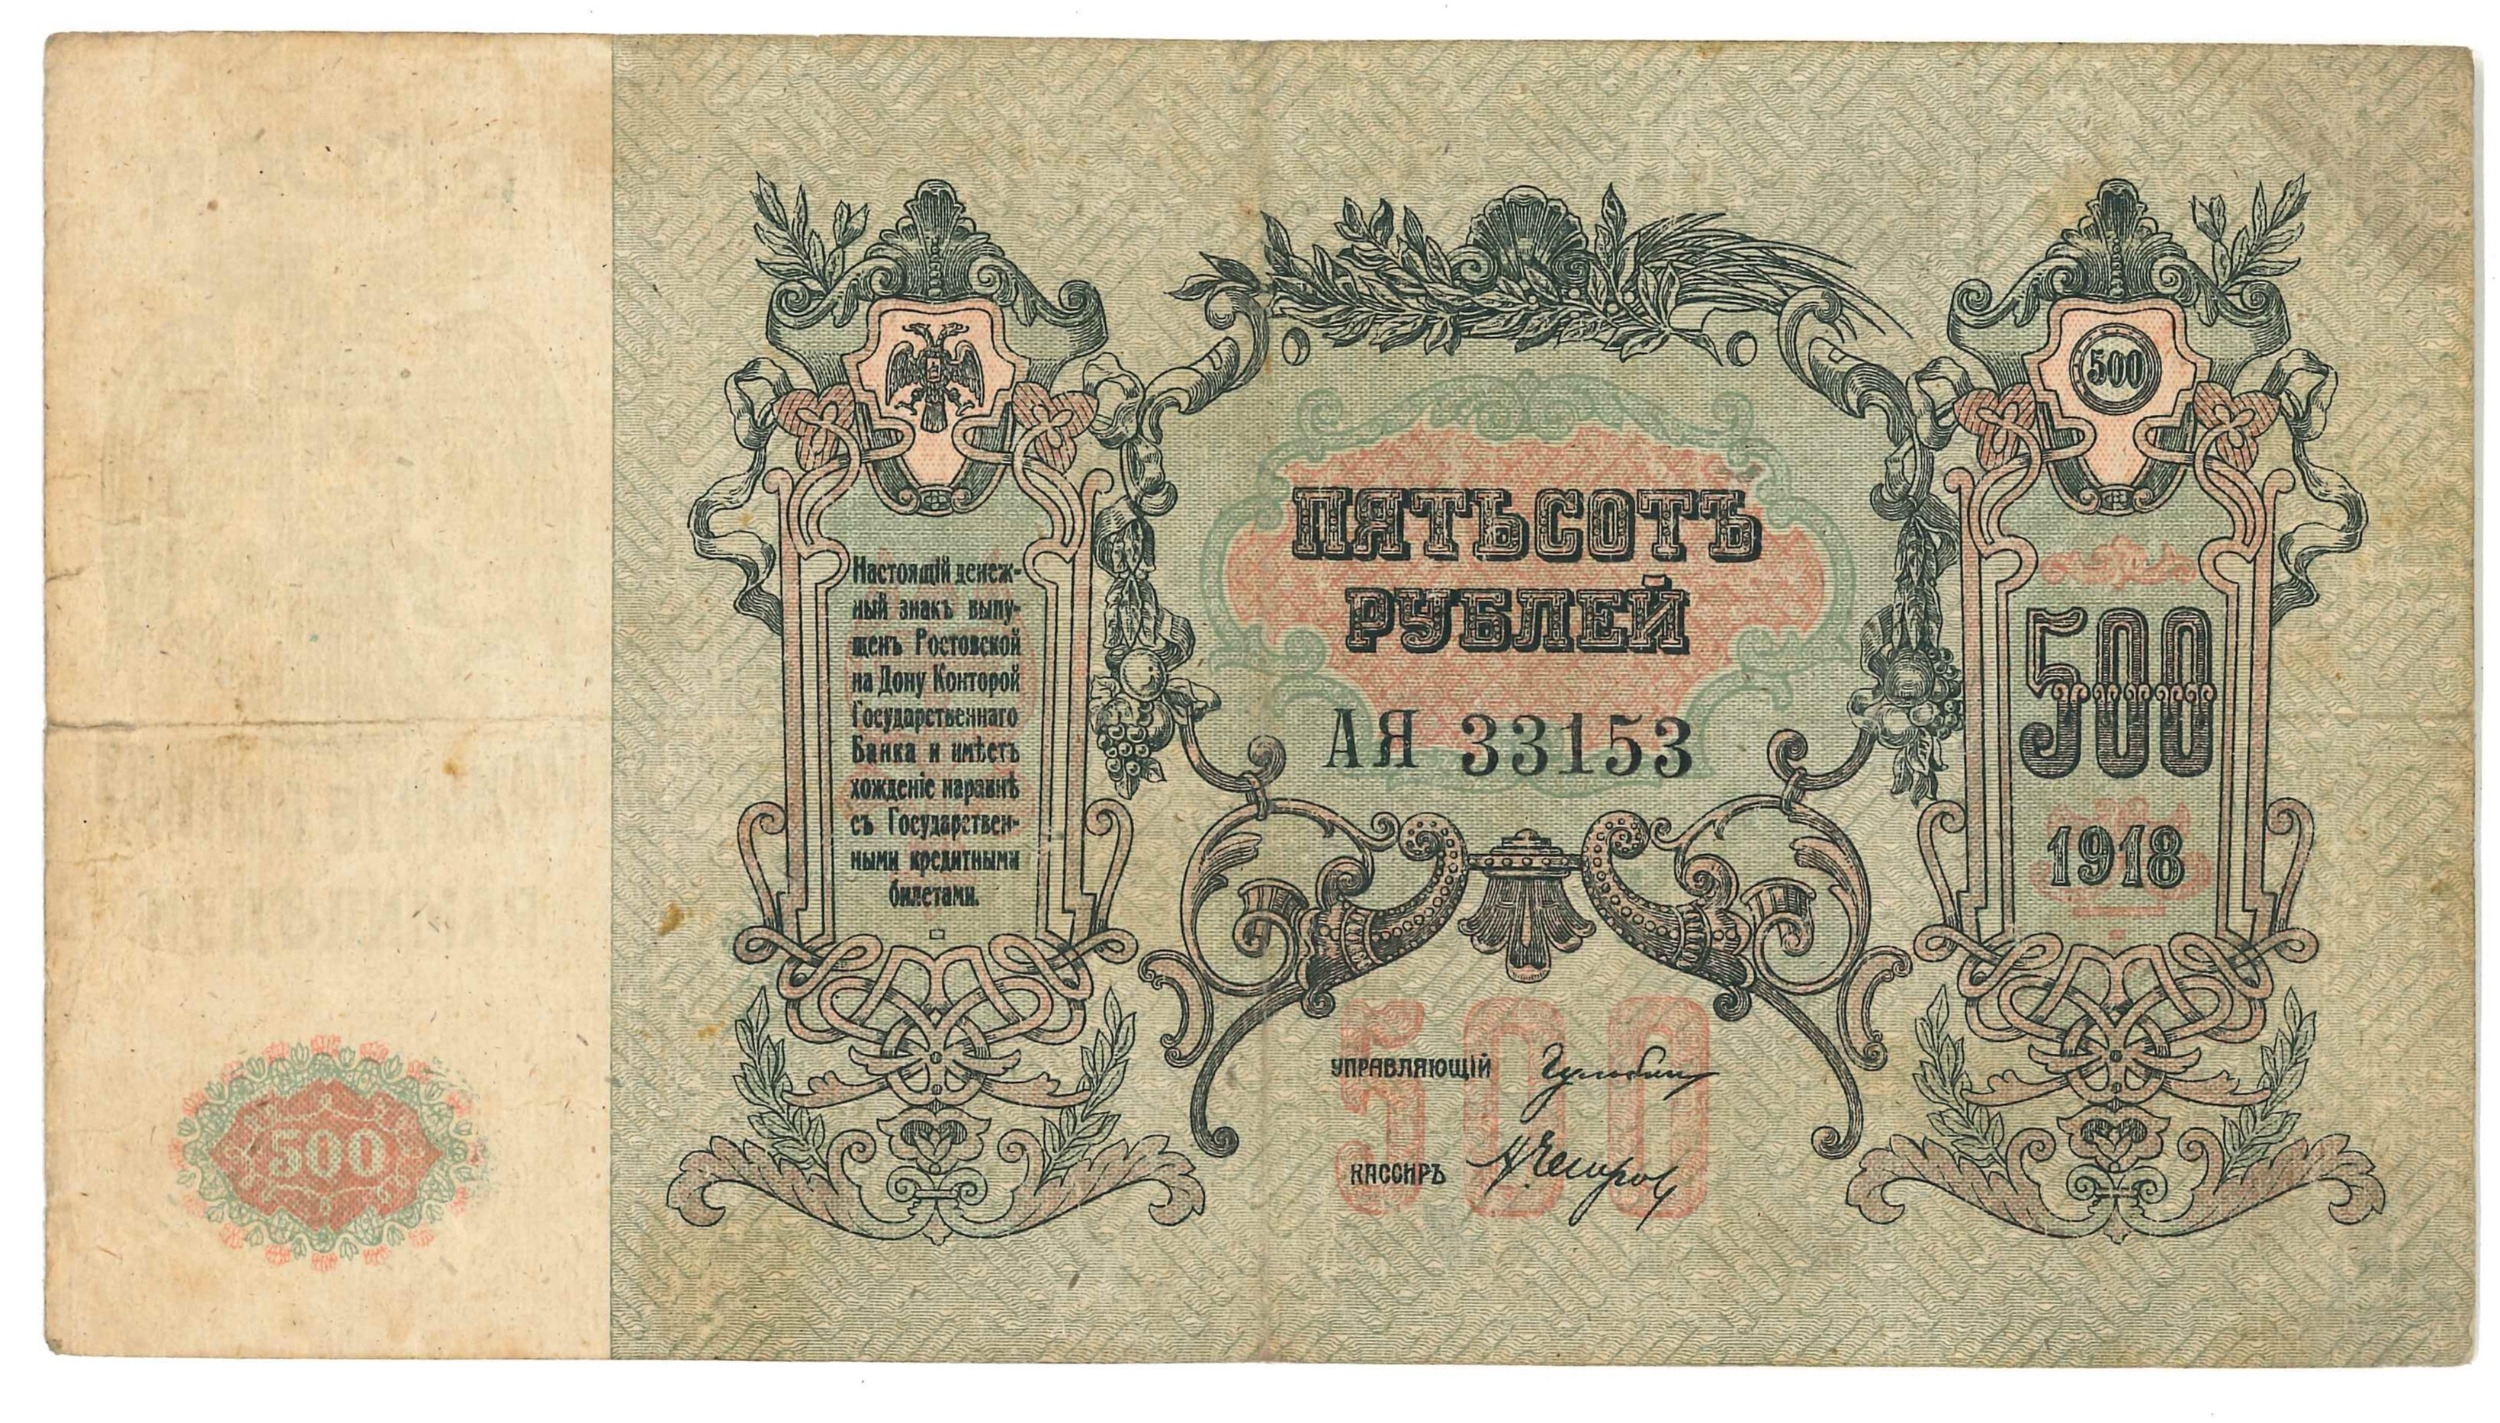 Настоящій денеж-
ный знакъ выпу-
щенъ Ростовской
на Дону Конторой
Государственнаго
Банка и имѣетъ
хожденіе наравнѣ
съ Государствен-
ными кредитными
билетами.
500
ПЯТЬСОТЪ
РУБЛЕЙ
АЯ 33153
500
УПРАВЛЯЮЩІЙ
КАССИРЪ
500
500
1918